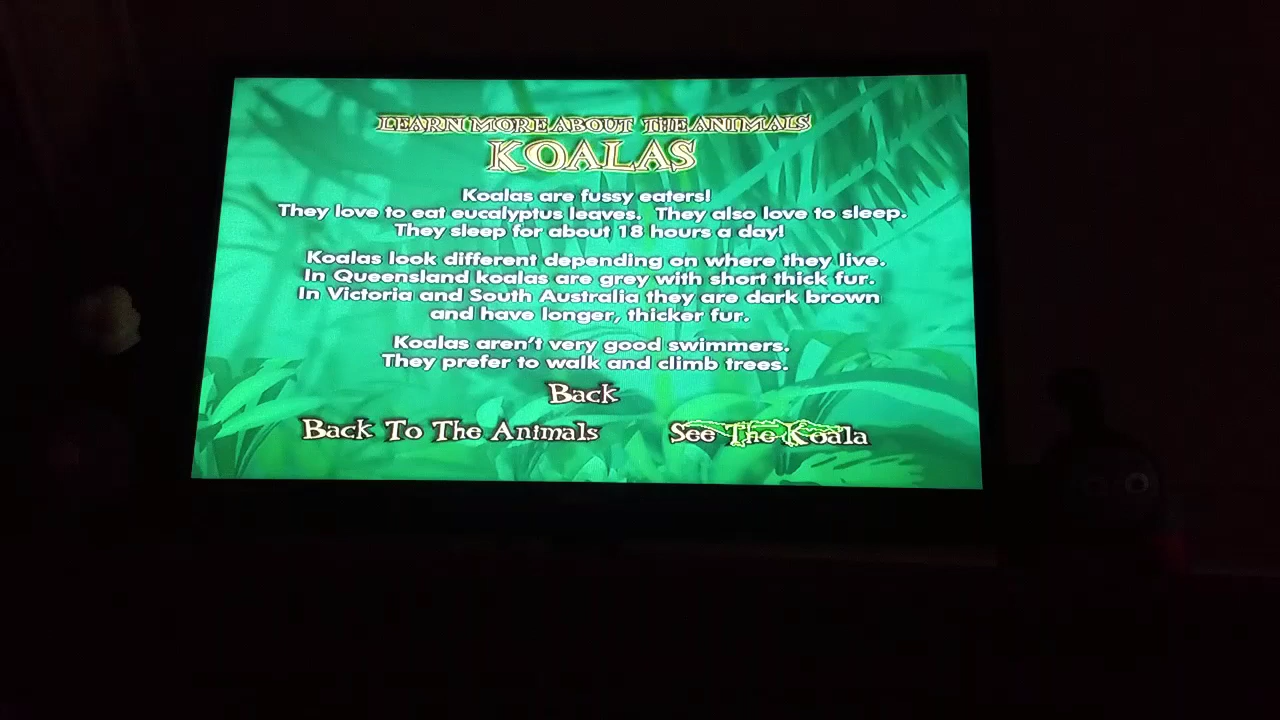 LEARN MORE ABOUT THE ANIMALS
KOALAS
Koalas are fussy eaters!
They love to eat eucalyptus leaves. They also love to sleep.
They sleep for about 18 hours a day!
Koalas look different depending on where they live.
In Queensland koalas are grey with short thick fur.
In Victoria and South Australia they are dark brown
and have longer, thicker fur.
Koalas aren't very good swimmers.
They prefer to walk and climb trees.
Back
Back To The Animals
See The Koala